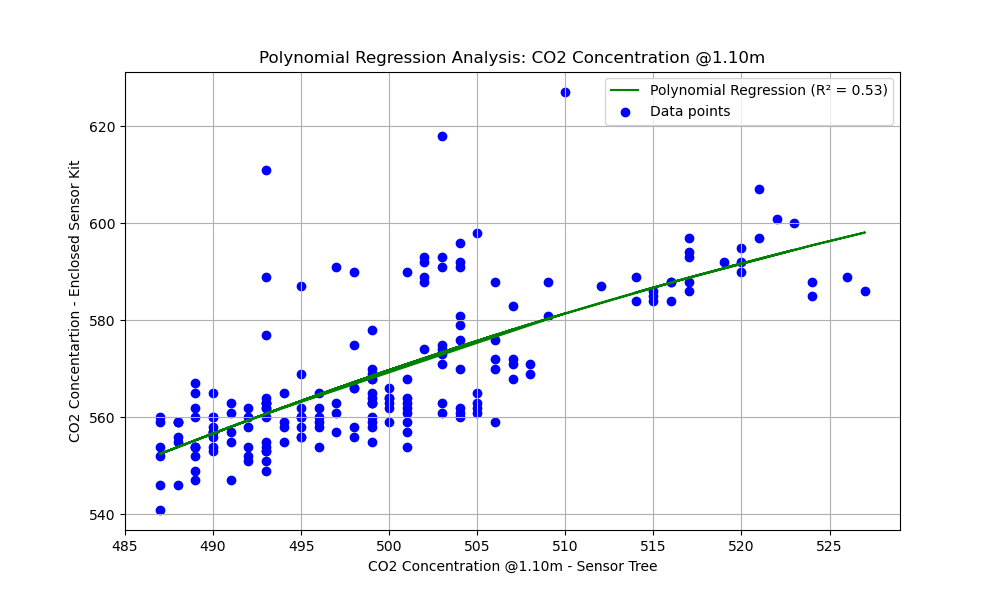 Polynomial Regression Analysis: CO2 Concentration @1.10m
Polynomial Regression (R² = 0.53)
Data points
CO2 Concentartion - Enclosed Sensor Kit
620
600
580
560
540
485 490 495 500 505 510 515 520 525
CO2 Concentration @1.10m - Sensor Tree